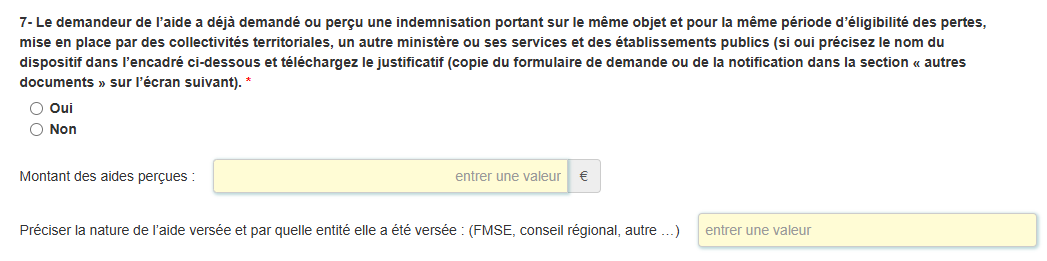 7- Le demandeur de l’aide a déjà demandé ou perçu une indemnisation portant sur le même objet et pour la même période d’éligibilité des pertes,
mise en place par des collectivités territoriales, un autre ministère ou ses services et des établissements publics (si oui précisez le nom du
dispositif dans l’encadré ci-dessous et téléchargez le justificatif (copie du formulaire de demande ou de la notification dans la section « autres
documents » sur l’écran suivant). *
Oui
Non
Montant des aides perçues : entrer une valeur €
Préciser la nature de l’aide versée et par quelle entité elle a été versée : (FMSE, conseil régional, autre ...) entrer une valeur